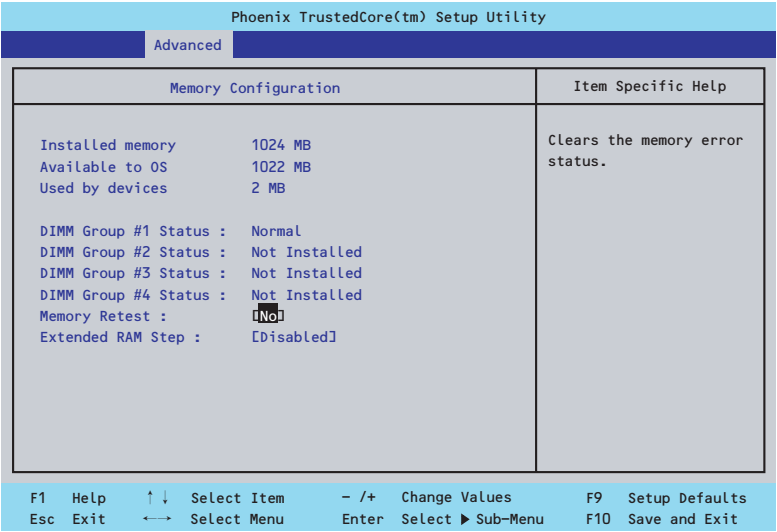 Phoenix TrustedCore(tm) Setup Utility
Advanced
Memory Configuration
Item Specific Help
Installed memory 1024 MB
Available to OS 1022 MB
Used by devices 2 MB
DIMM Group #1 Status : Normal
DIMM Group #2 Status : Not Installed
DIMM Group #3 Status : Not Installed
DIMM Group #4 Status : Not Installed
Memory Retest : [No]
Extended RAM Step : [Disabled]
Clears the memory error
status.
F1 Help ↑↓ Select Item - /+ Change Values F9 Setup Defaults
Esc Exit ←→ Select Menu Enter Select ▶ Sub-Menu F10 Save and Exit